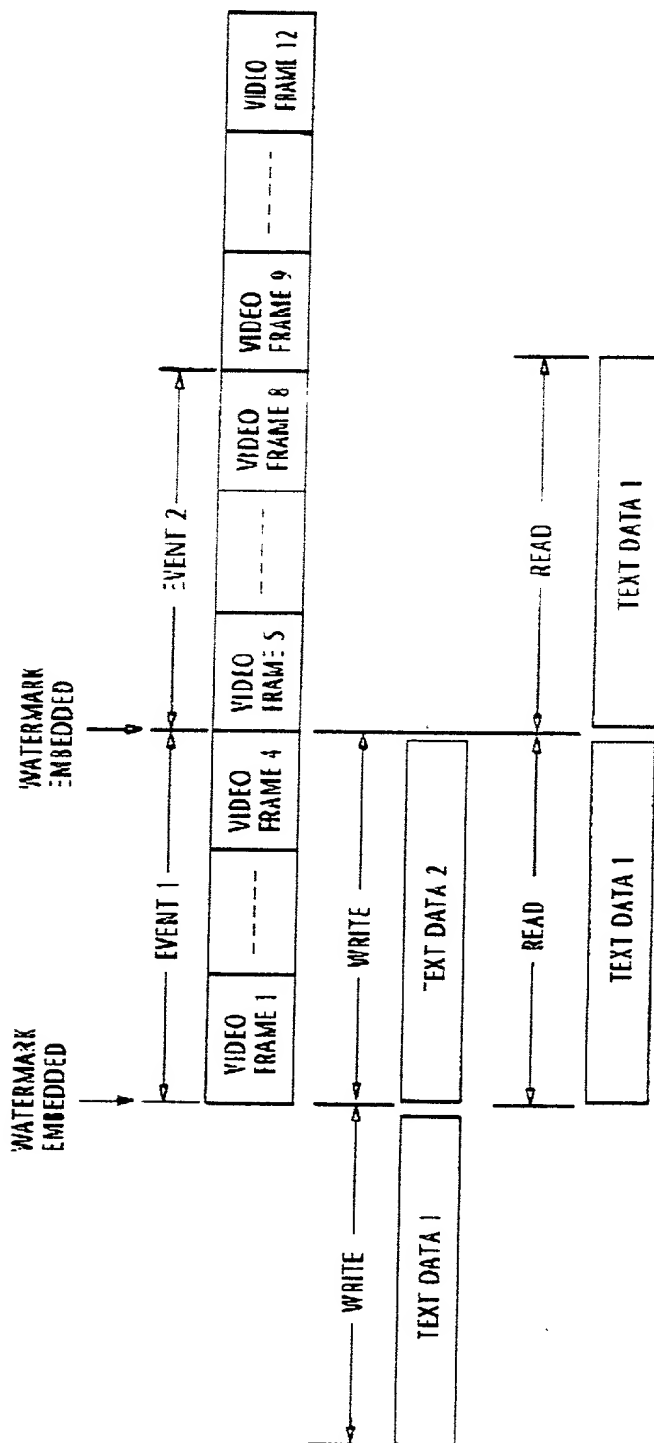 WATERMARK
EMBEDDED
WATERMARK
EMBEDDED
EVENT 1
EVENT 2
VIDEO
FRAME 1
-----
VIDEO
FRAME 4
VIDEO
FRAME 5
-----
VIDEO
FRAME 8
VIDEO
FRAME 9
-----
VIDEO
FRAME 12
WRITE
WRITE
TEXT DATA 1
TEXT DATA 2
READ
READ
TEXT DATA 1
TEXT DATA 1